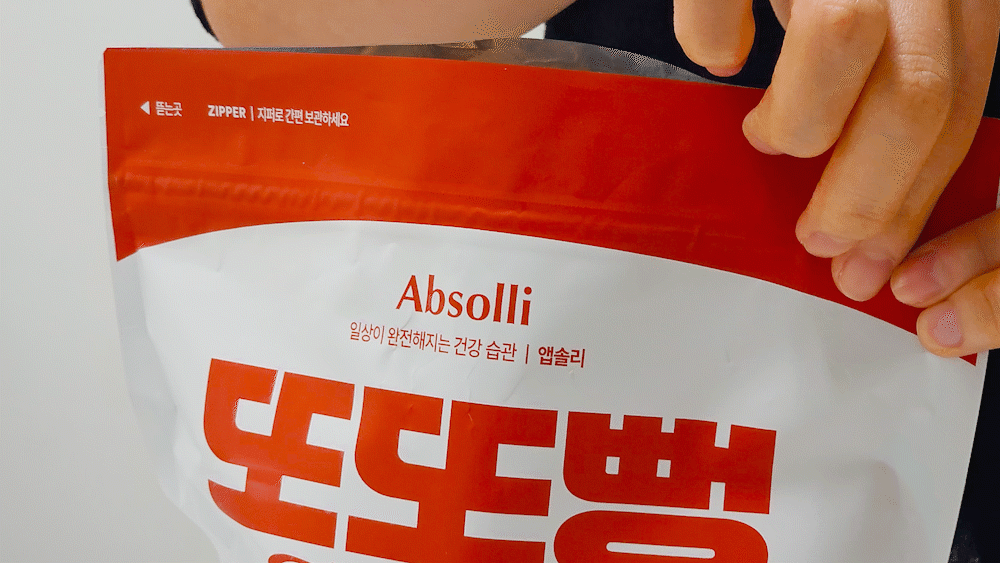 ◀ 뜯는곳 ZIPPER | 지퍼로 간편 보관하세요
Absolli
일상이 완전해지는 건강 습관 | 앱솔리
또또빵